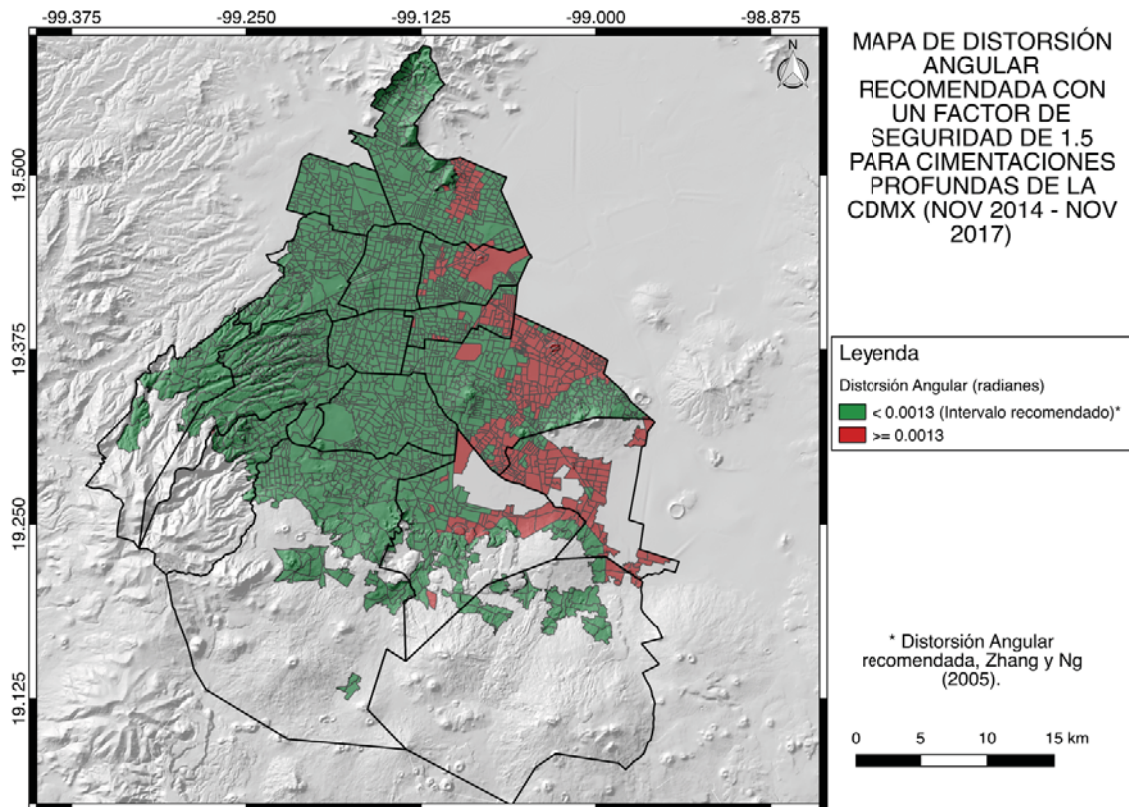 -99.375 -99.250 -99.125 -99.000 -98.875
N
19.500
19.375
19.250
19.125
MAPA DE DISTORSIÓN
ANGULAR
RECOMENDADA CON
UN FACTOR DE
SEGURIDAD DE 1.5
PARA CIMENTACIONES
PROFUNDAS DE LA
CDMX (NOV 2014 - NOV
2017)
Leyenda
Distorsión Angular (radianes)
< 0.0013 (Intervalo recomendado)*
>= 0.0013
* Distorsión Angular
recomendada, Zhang y Ng
(2005).
0 5 10 15 km